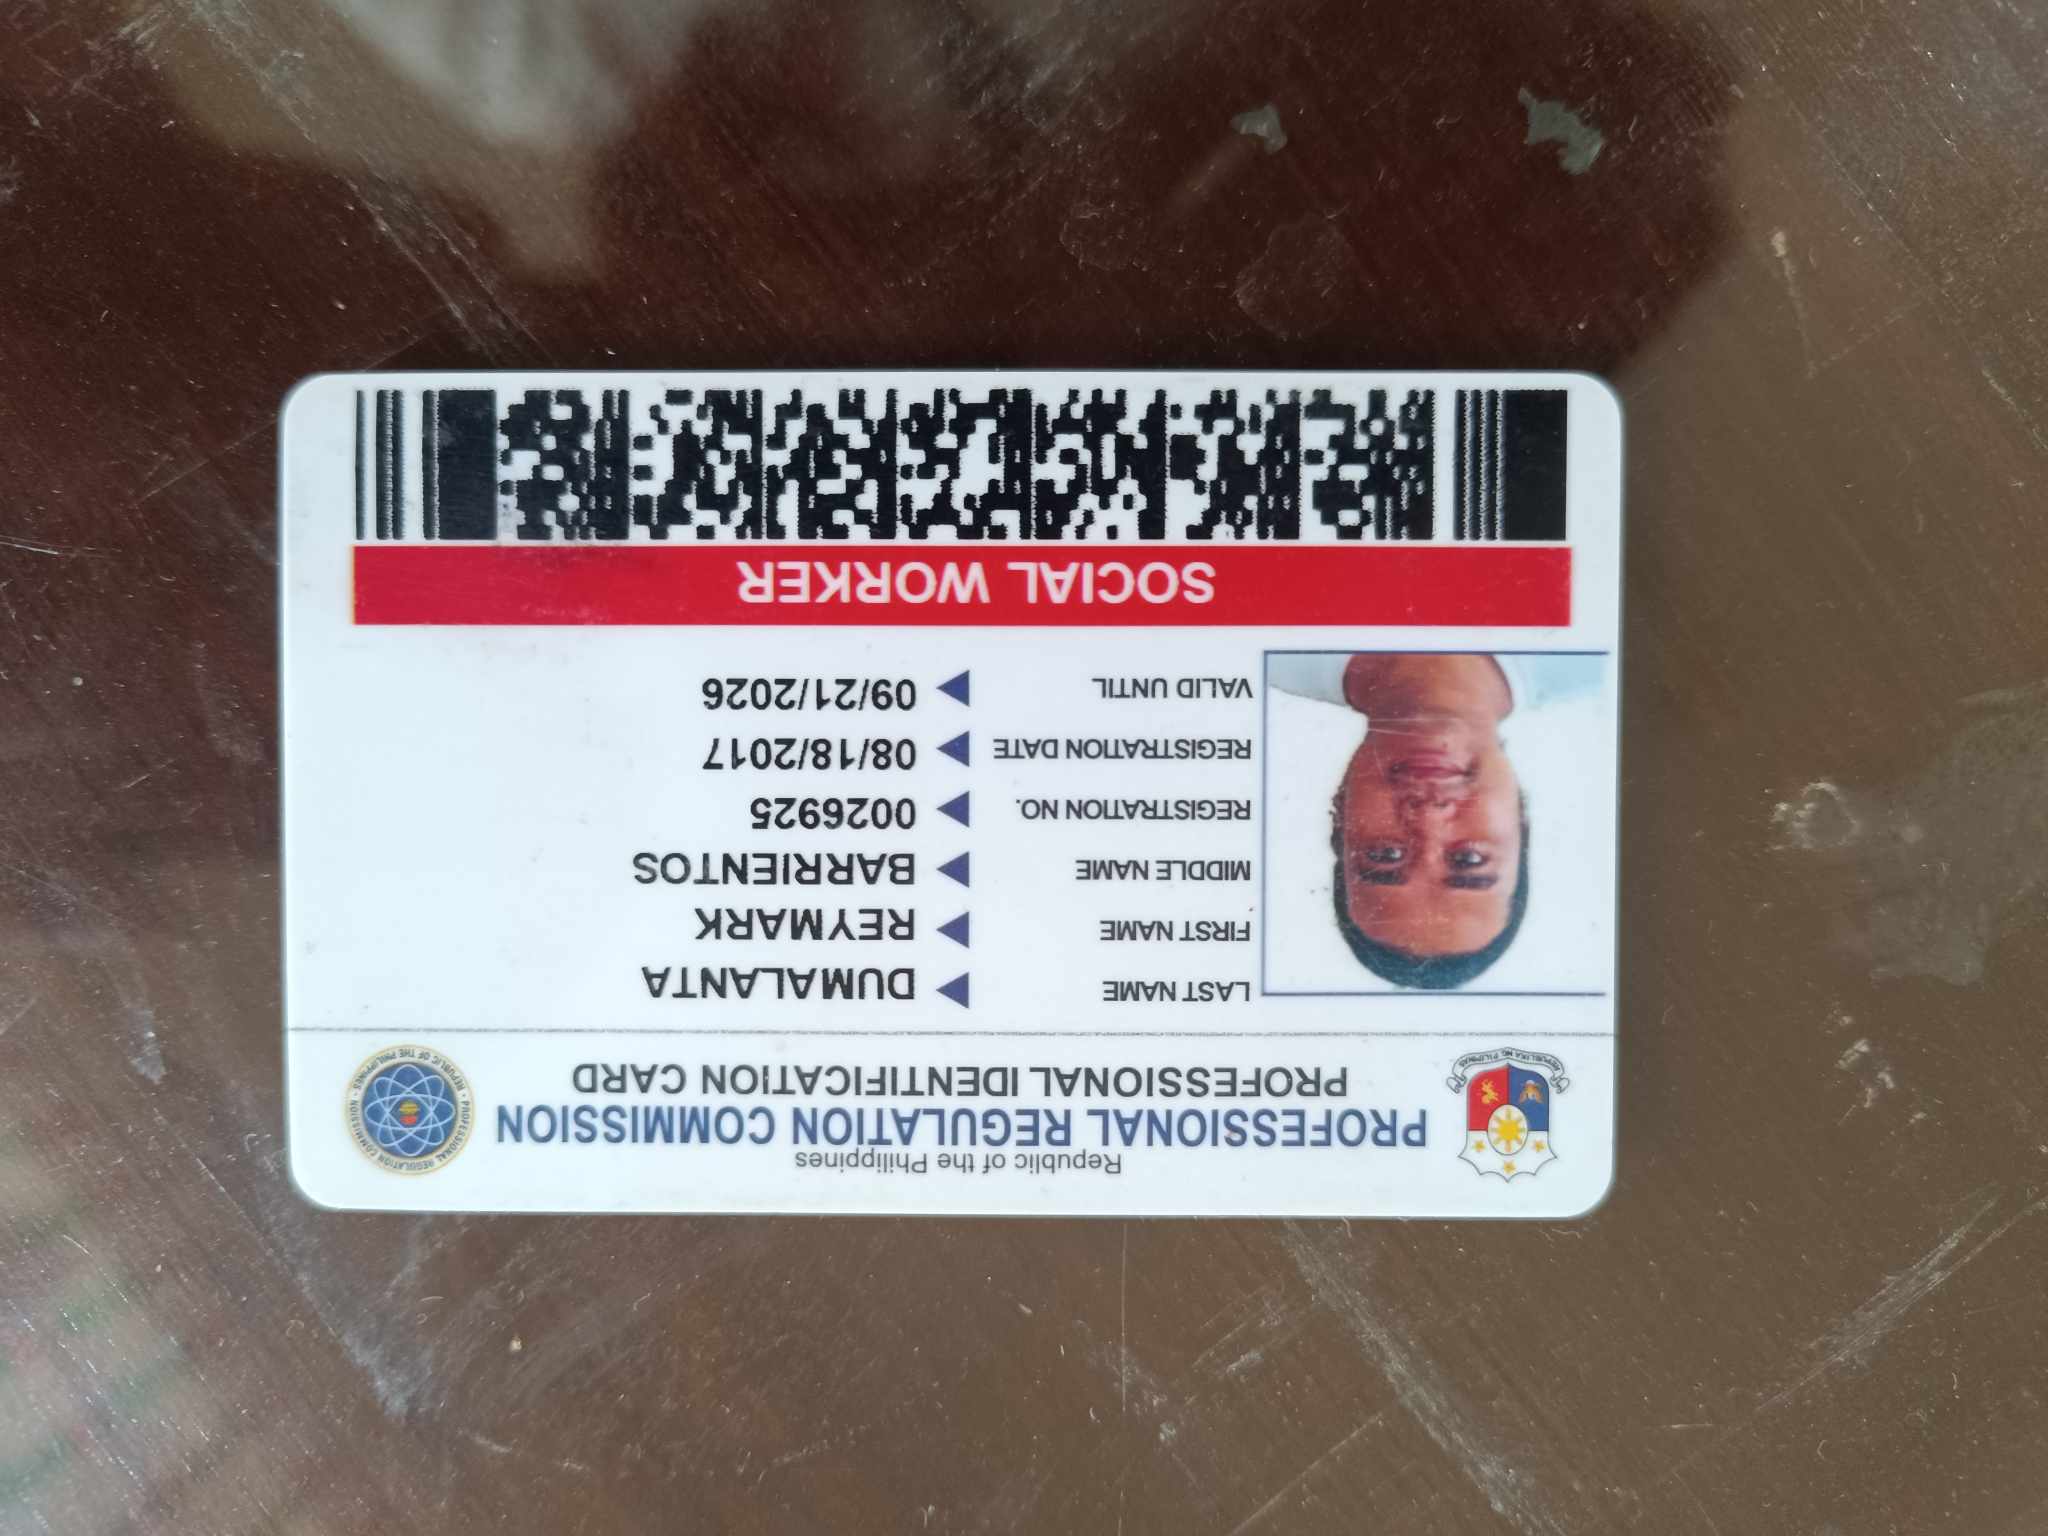 Republic of the Philippines
PROFESSIONAL REGULATION COMMISSION
PROFESSIONAL IDENTIFICATION CARD
REPUBLIKA NG PILIPINAS
PROFESSIONAL REGULATION COMMISSION
REPUBLIC OF THE PHILIPPINES
LAST NAME DUMALANTA
FIRST NAME REYMARK
MIDDLE NAME BARRIENTOS
REGISTRATION NO. 0026925
REGISTRATION DATE 08/18/2017
VALID UNTIL 09/21/2026
SOCIAL WORKER